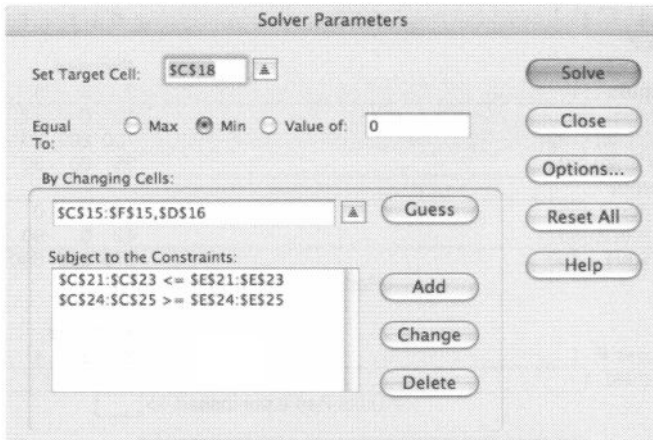 Solver Parameters
Set Target Cell: $C$18
Solve
Equal To: Max Min Value of: 0
Close
By Changing Cells:
Options...
$C$15:$F$15,$D$16 Guess
Reset All
Subject to the Constraints:
Help
$C$21:$C$23 <= $E$21:$E$23
$C$24:$C$25 >= $E$24:$E$25
Add
Change
Delete